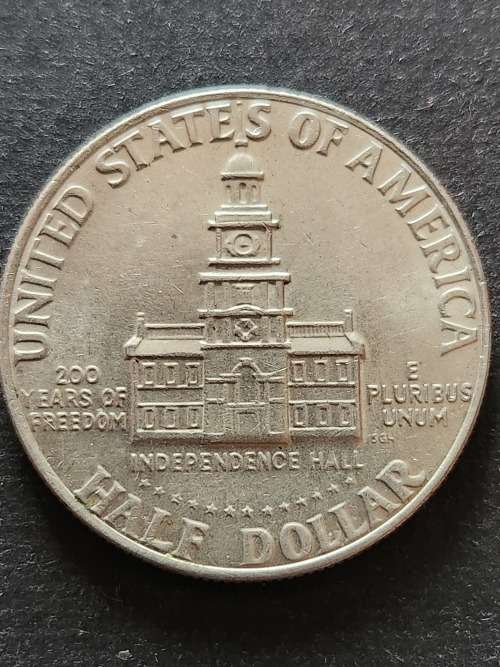 UNITED STATES OF AMERICA
200
YEARS OF
FREEDOM
E
PLURIBUS
UNUM
SGH
INDEPENDENCE HALL
HALF DOLLAR